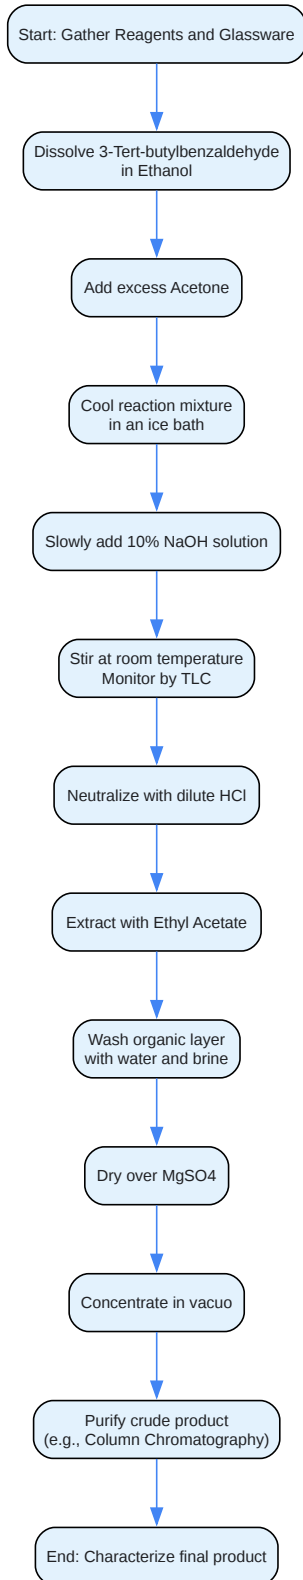 Start: Gather Reagents and Glassware
Dissolve 3-Tert-butylbenzaldehyde
in Ethanol
Add excess Acetone
Cool reaction mixture
in an ice bath
Slowly add 10% NaOH solution
Stir at room temperature
Monitor by TLC
Neutralize with dilute HCl
Extract with Ethyl Acetate
Wash organic layer
with water and brine
Dry over MgSO4
Concentrate in vacuo
Purify crude product
(e.g., Column Chromatography)
End: Characterize final product